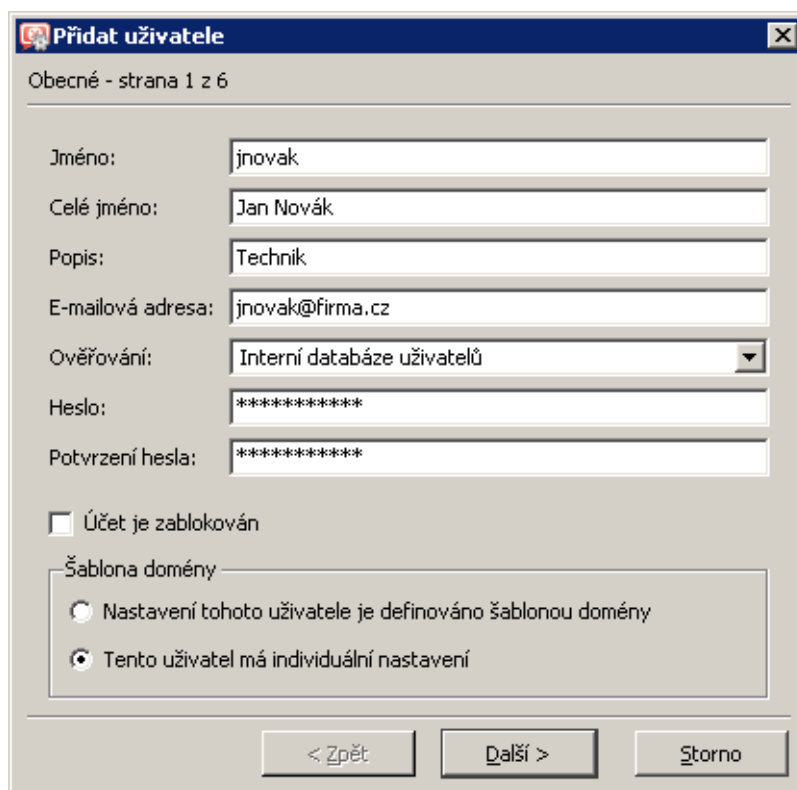 Přidat uživatele
Obecné - strana 1 z 6
Jméno: jnovak
Celé jméno: Jan Novák
Popis: Technik
E-mailová adresa: jnovak@firma.cz
Ověřování: Interní databáze uživatelů
Heslo: ***********
Potvrzení hesla: ***********
Účet je zablokován
Šablona domény
Nastavení tohoto uživatele je definováno šablonou domény
Tento uživatel má individuální nastavení
< Zpět Další > Storno